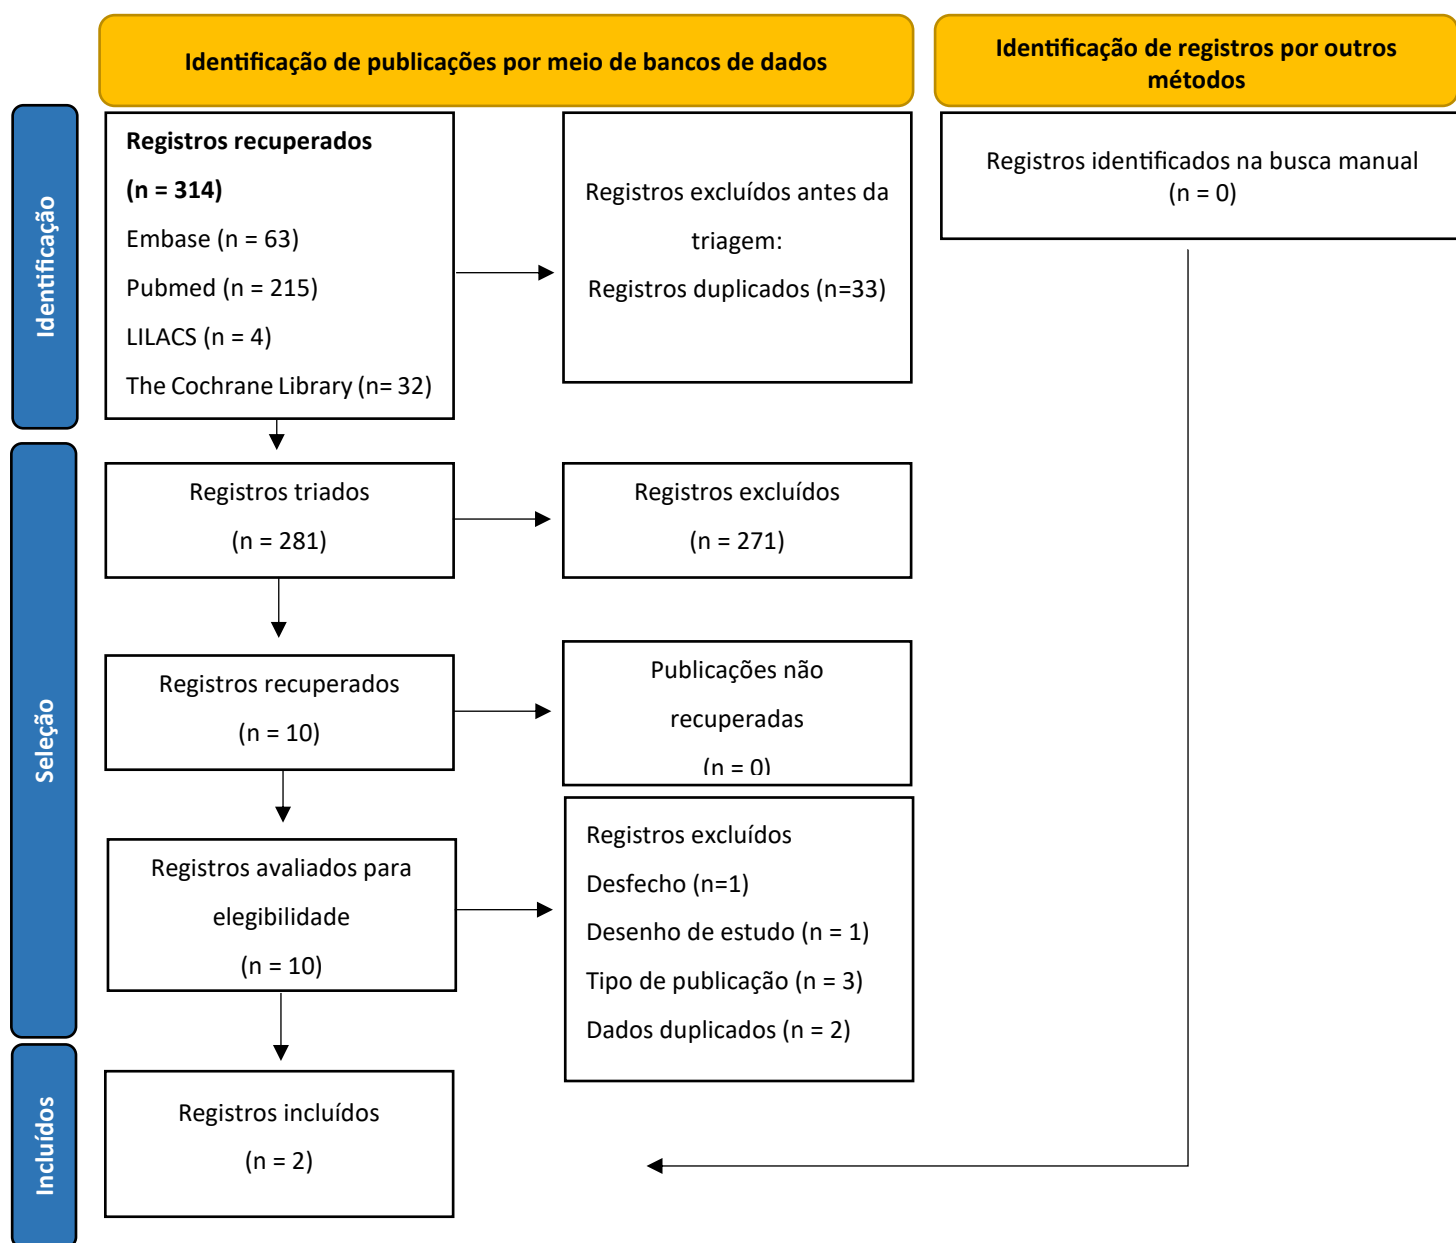 Identificação de publicações por meio de bancos de dados
Identificação de registros por outros
métodos
Identificação
Registros recuperados
(n = 314)
Embase (n = 63)
Pubmed (n = 215)
LILACS (n = 4)
The Cochrane Library (n= 32)
Registros excluídos antes da
triagem:
Registros duplicados (n=33)
Registros identificados na busca manual
(n = 0)
Seleção
Registros triados
(n = 281)
Registros excluídos
(n = 271)
Registros recuperados
(n = 10)
Publicações não
recuperadas
(n = 0)
Registros avaliados para
elegibilidade
(n = 10)
Registros excluídos
Desfecho (n=1)
Desenho de estudo (n = 1)
Tipo de publicação (n = 3)
Dados duplicados (n = 2)
Incluídos
Registros incluídos
(n = 2)